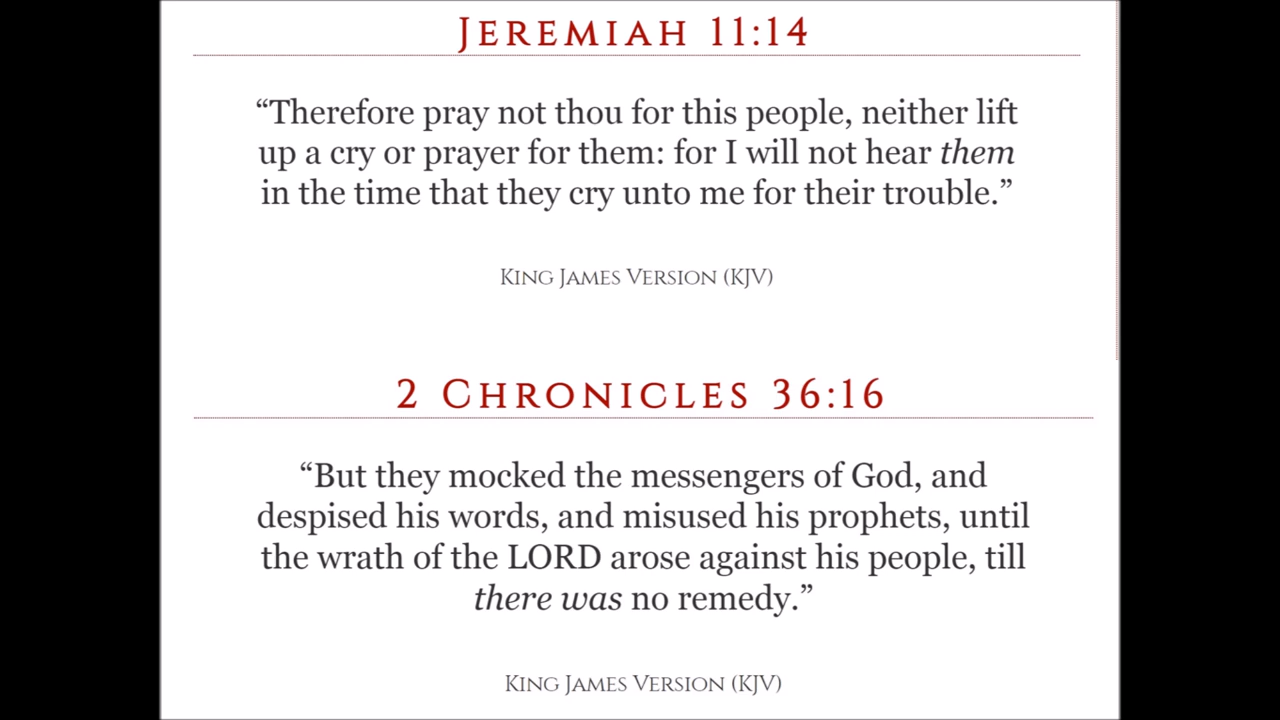 JEREMIAH 11:14
“Therefore pray not thou for this people, neither lift
up a cry or prayer for them: for I will not hear them
in the time that they cry unto me for their trouble.”
KING JAMES VERSION (KJV)
2 CHRONICLES 36:16
“But they mocked the messengers of God, and
despised his words, and misused his prophets, until
the wrath of the LORD arose against his people, till
there was no remedy.”
KING JAMES VERSION (KJV)